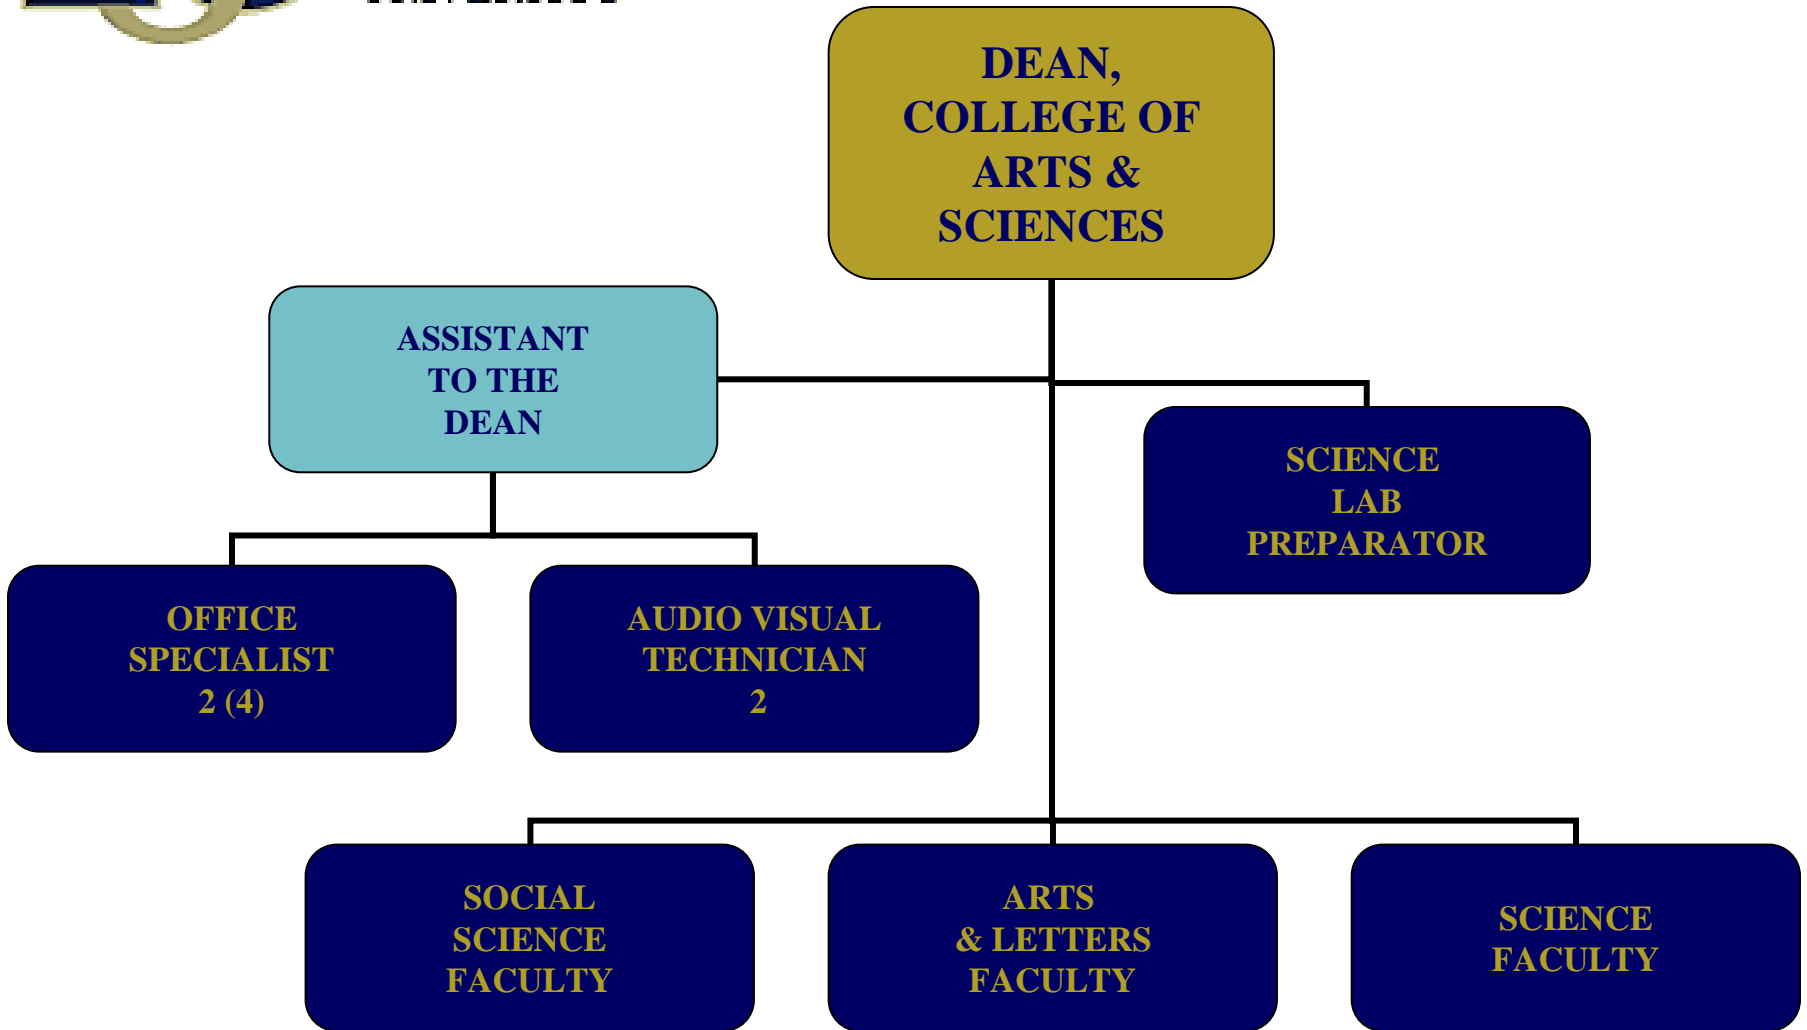 DEAN,
COLLEGE OF
ARTS &
SCIENCES
ASSISTANT
TO THE
DEAN
SCIENCE
LAB
PREPARATOR
OFFICE
SPECIALIST
2 (4)
AUDIO VISUAL
TECHNICIAN
2
SOCIAL
SCIENCE
FACULTY
ARTS
& LETTERS
FACULTY
SCIENCE
FACULTY